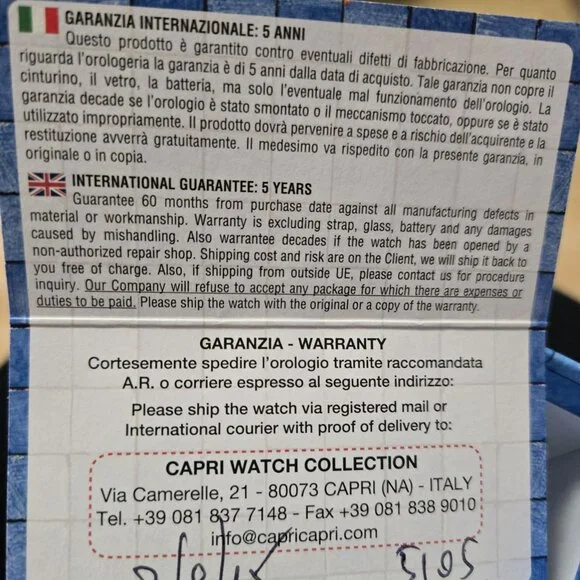 GARANZIA INTERNAZIONALE: 5 ANNI
Questo prodotto è garantito contro eventuali difetti di fabbricazione. Per quanto
riguarda l'orologeria la garanzia è di 5 anni dalla data di acquisto. Tale garanzia non copre il
cinturino, il vetro, la batteria, ma solo l'eventuale mal funzionamento dell'orologio. La
garanzia decade se l'orologio è stato smontato o il meccanismo toccato, oppure se è stato
utilizzato impropriamente. Il prodotto dovrà pervenire a spese e a rischio dell'acquirente e la
restituzione avverrà gratuitamente. Il medesimo va rispedito con la presente garanzia, in
originale o in copia.
INTERNATIONAL GUARANTEE: 5 YEARS
Guarantee 60 months from purchase date against all manufacturing defects in
material or workmanship. Warranty is excluding strap, glass, battery and any damages
caused by mishandling. Also warrantee decades if the watch has been opened by a
non-authorized repair shop. Shipping cost and risk are on the Client, we will ship it back to
you free of charge. Also, if shipping from outside UE, please contact us for procedure
inquiry. Our Company will refuse to accept any package for which there are expenses or
duties to be paid. Please ship the watch with the original or a copy of the warranty.
GARANZIA - WARRANTY
Cortesemente spedire l'orologio tramite raccomandata
A.R. o corriere espresso al seguente indirizzo:
Please ship the watch via registered mail or
International courier with proof of delivery to:
CAPRI WATCH COLLECTION
Via Camerelle, 21 - 80073 CAPRI (NA) - ITALY
Tel. +39 081 837 7148 - Fax +39 081 838 9010
info@capricapri.com
5105